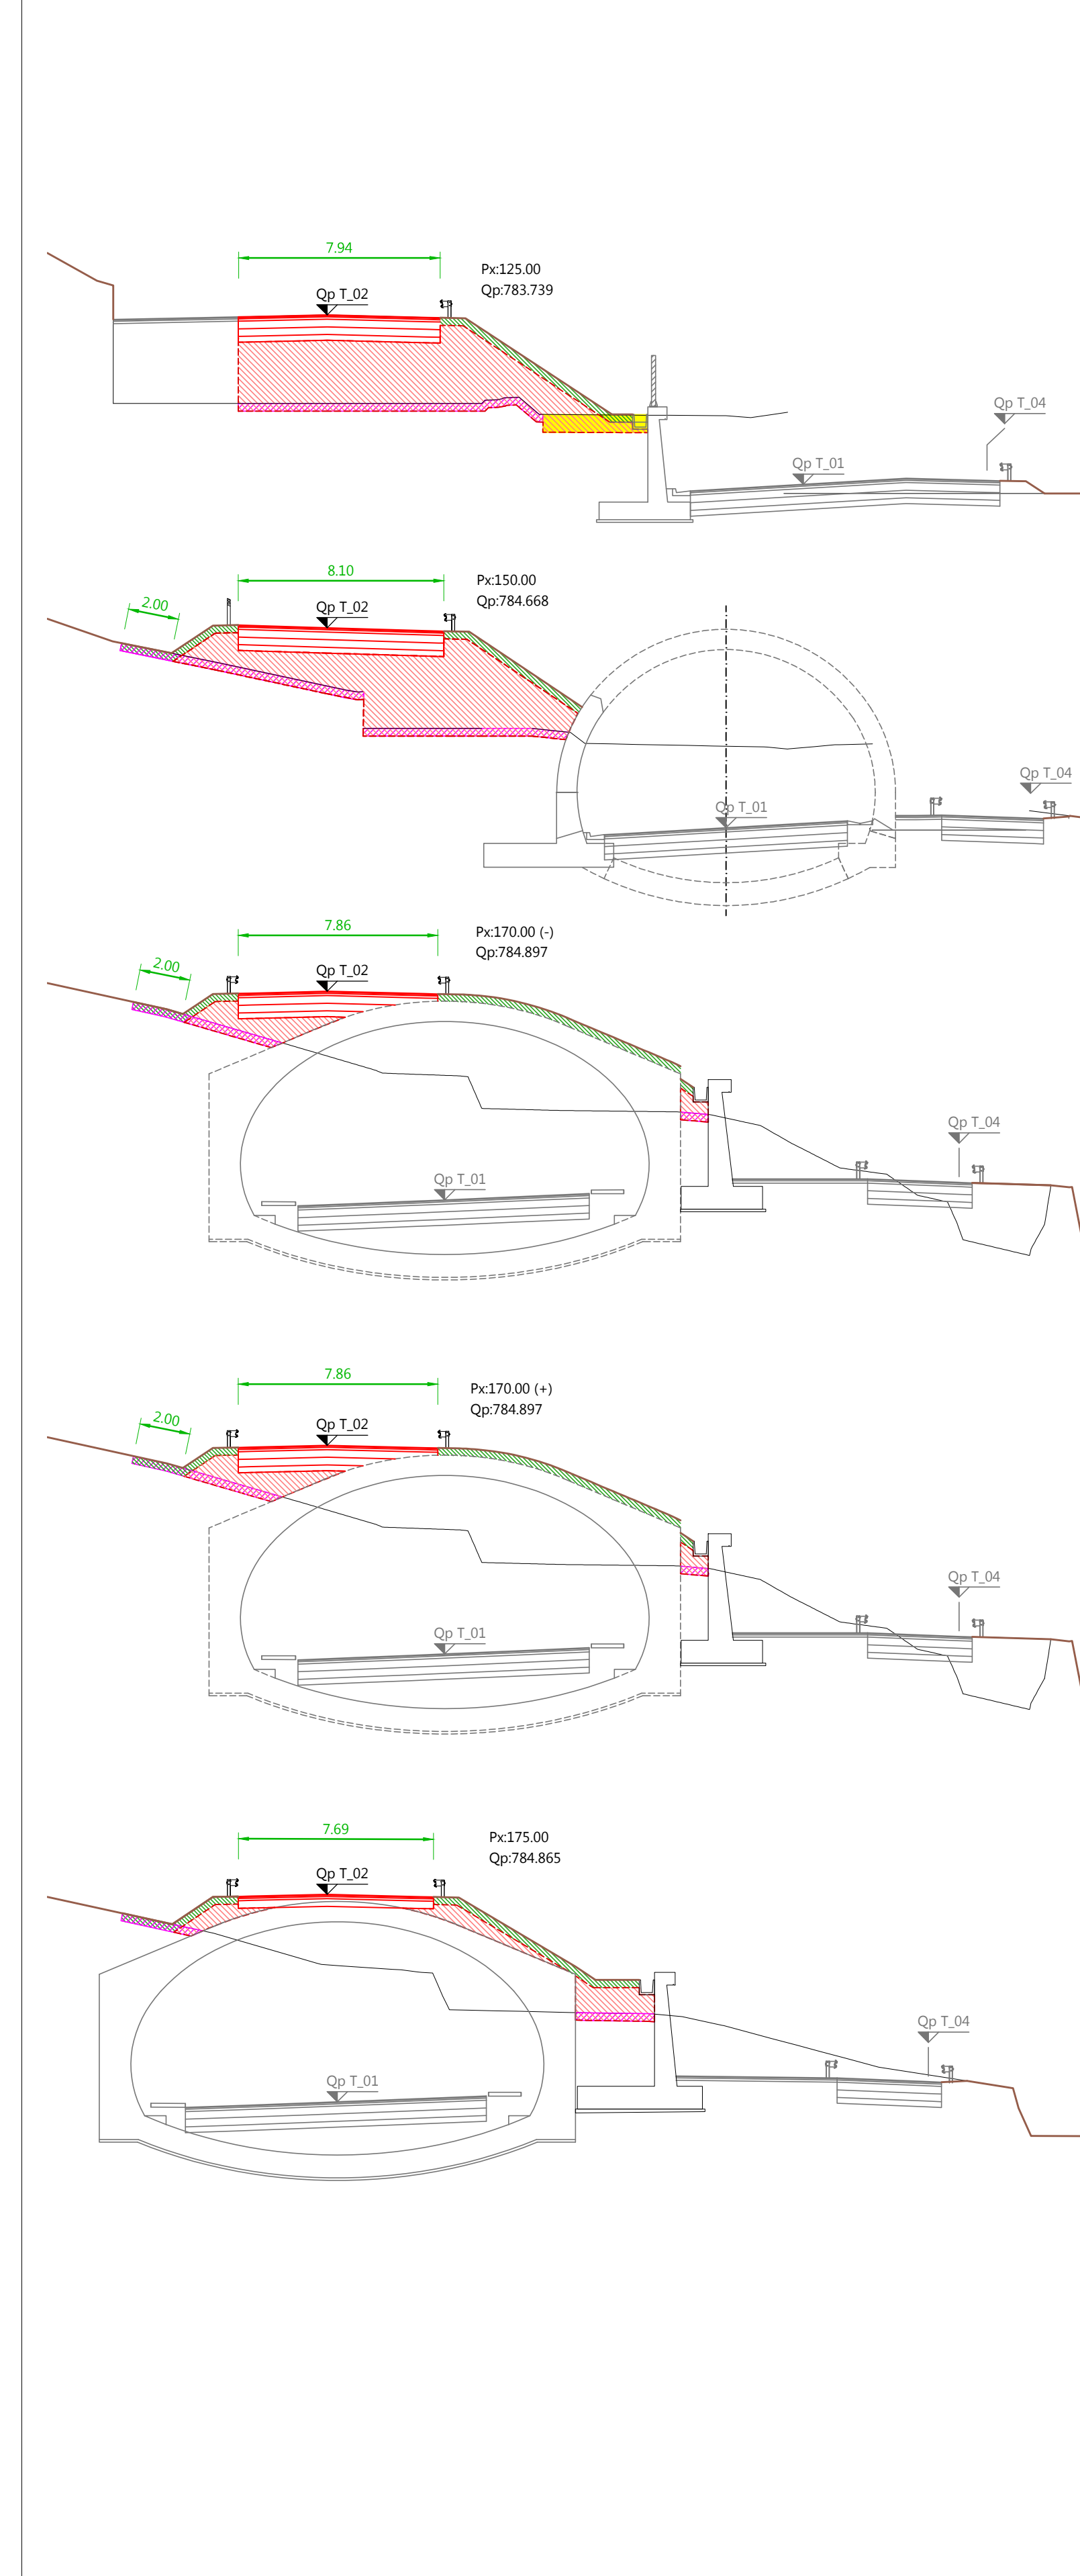 7.94
Px:125.00
Qp:783.739
Qp T_02
Qp T_04
Qp T_01
8.10
Px:150.00
Qp:784.668
2.00
Qp T_02
Qp T_04
Qp T_01
7.86
Px:170.00 (-)
Qp:784.897
2.00
Qp T_02
Qp T_04
Qp T_01
7.86
Px:170.00 (+)
Qp:784.897
2.00
Qp T_02
Qp T_04
Qp T_01
7.69
Px:175.00
Qp:784.865
Qp T_02
Qp T_04
Qp T_01